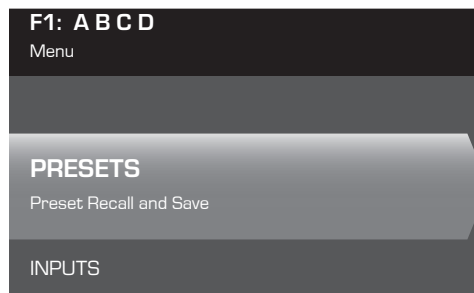 F1: A B C D
Menu
PRESETS
Preset Recall and Save
INPUTS